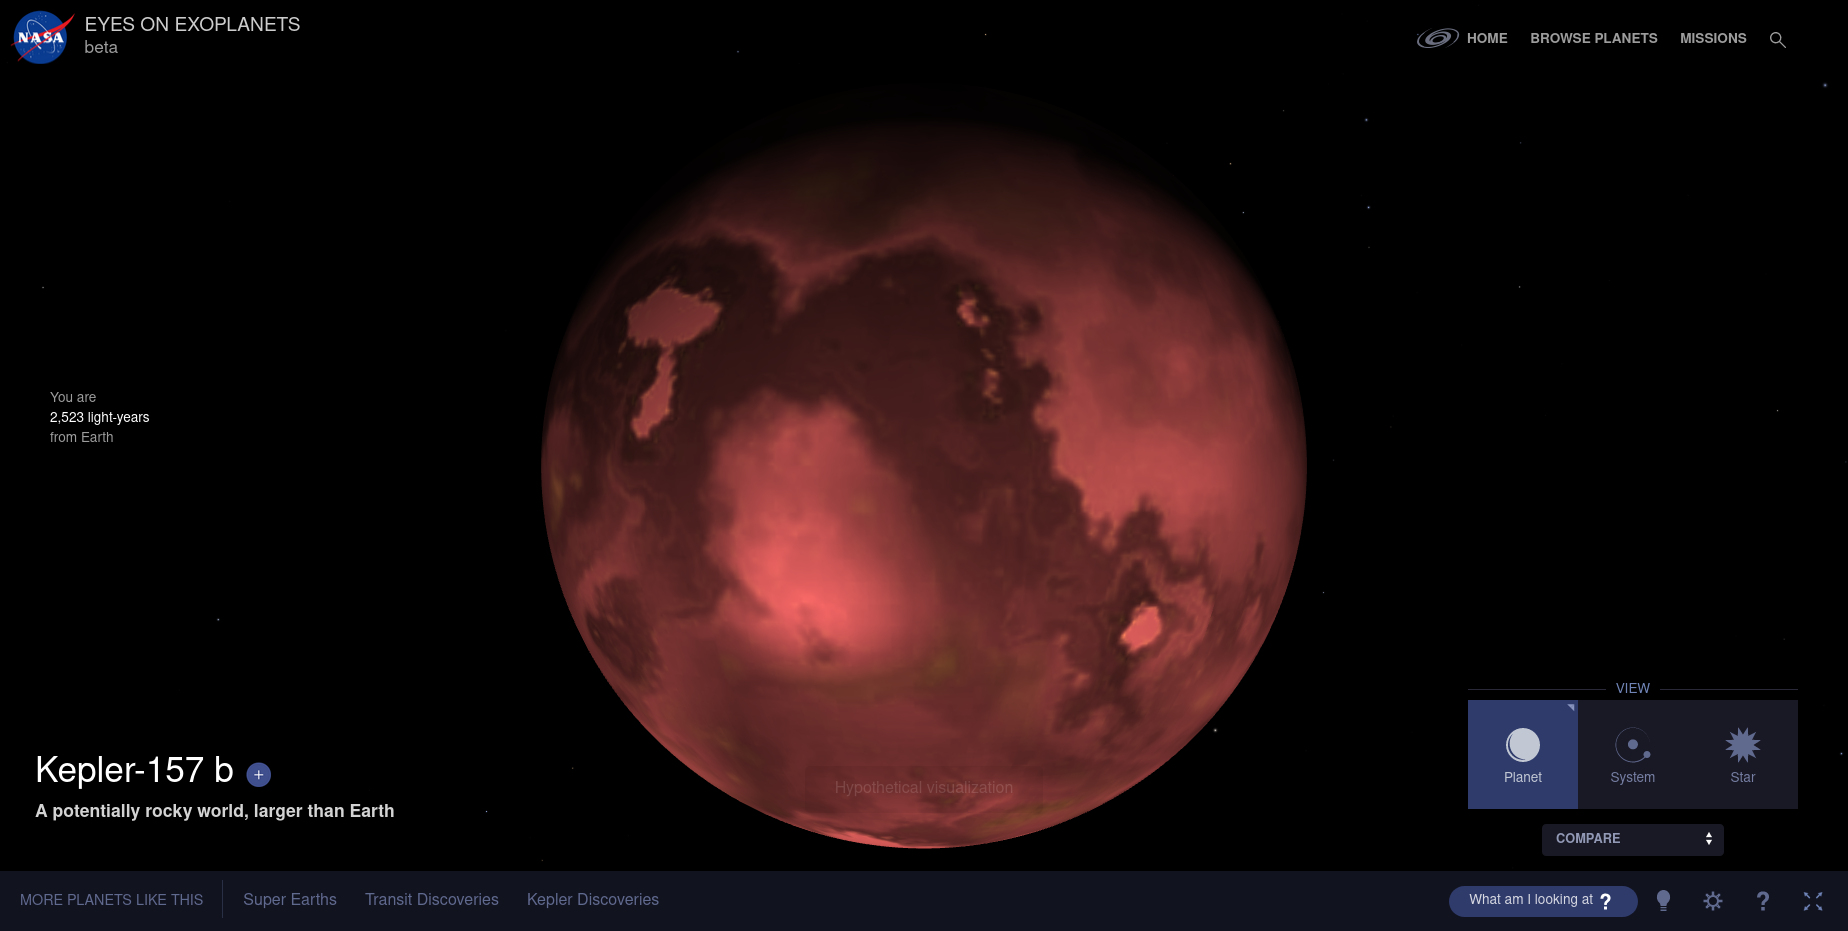 NASA
EYES ON EXOPLANETS
beta
HOME
BROWSE PLANETS
MISSIONS
You are
2,523 light-years
from Earth
Kepler-157 b +
A potentially rocky world, larger than Earth
Hypothetical visualization
VIEW
Planet
System
Star
COMPARE
MORE PLANETS LIKE THIS
Super Earths
Transit Discoveries
Kepler Discoveries
What am I looking at ?
?